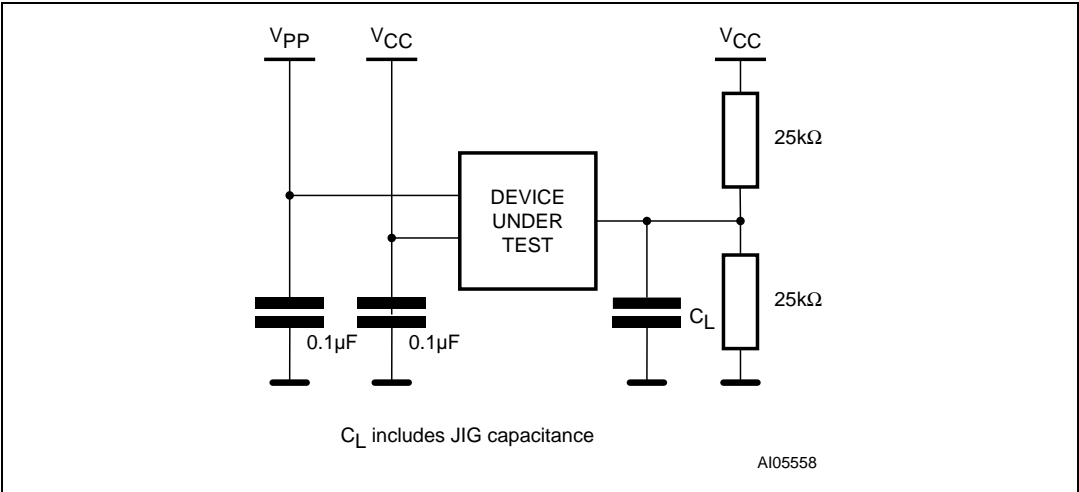 VPP
VCC
VCC
25kΩ
DEVICE
UNDER
TEST
25kΩ
CL
0.1µF
0.1µF
CL includes JIG capacitance
AI05558